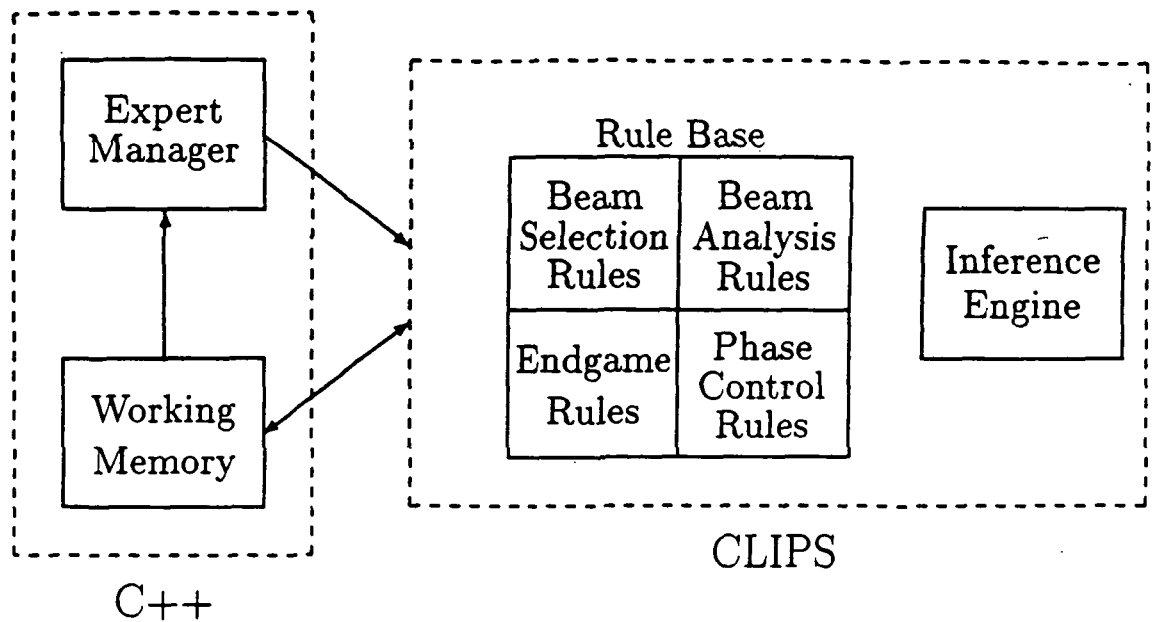 Expert
Manager
Working
Memory
C++
Rule Base
Beam
Selection
Rules
Beam
Analysis
Rules
Endgame
Rules
Phase
Control
Rules
Inference
Engine
CLIPS